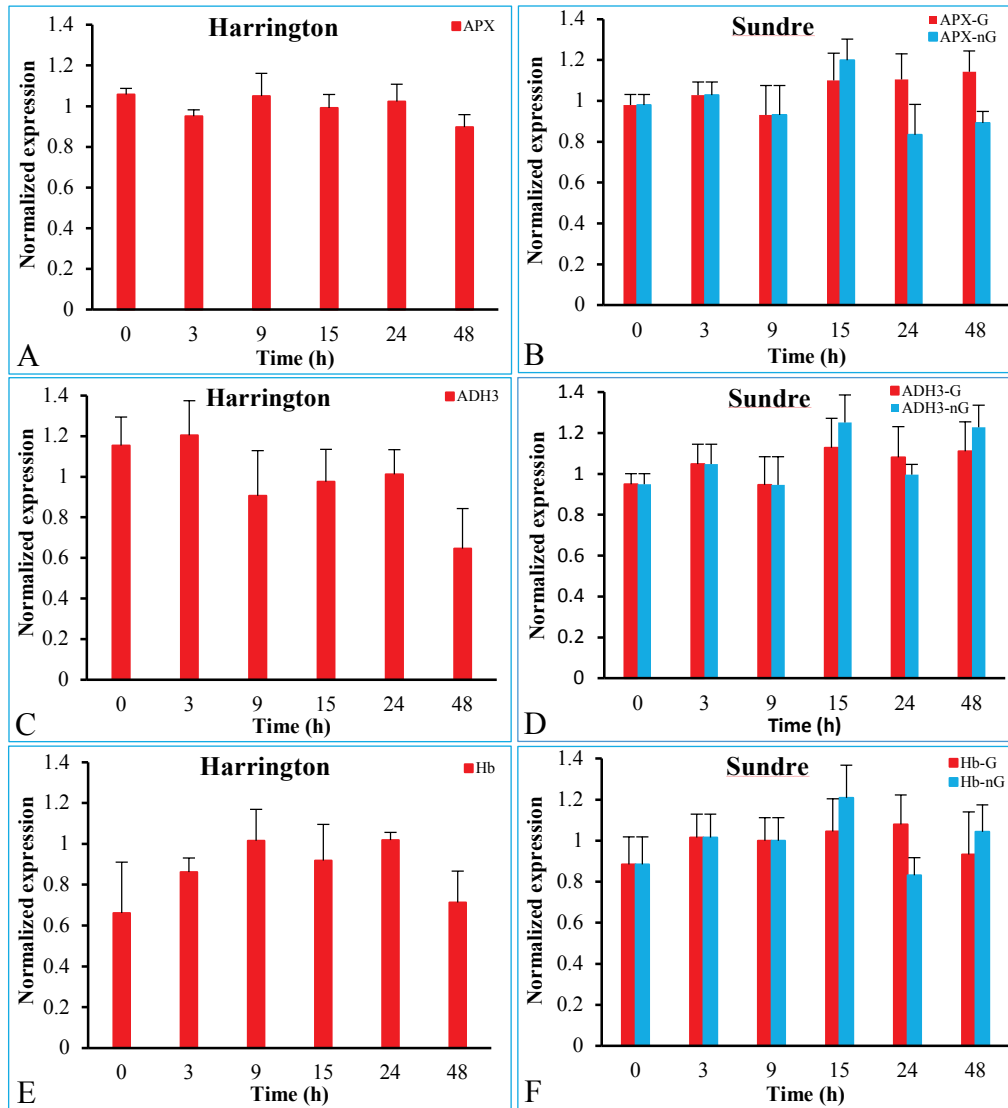 Harrington
APX
Normalized expression
1.4
1.2
1
0.8
0.6
0.4
0.2
0
0 3 9 15 24 48
Time (h)
A
Sundre
APX-G
APX-nG
Normalized expression
1.4
1.2
1
0.8
0.6
0.4
0.2
0
0 3 9 15 24 48
Time (h)
B
Harrington
ADH3
Normalized expression
1.4
1.2
1
0.8
0.6
0.4
0.2
0
0 3 9 15 24 48
Time (h)
C
Sundre
ADH3-G
ADH3-nG
Normalized expression
1.4
1.2
1
0.8
0.6
0.4
0.2
0
0 3 9 15 24 48
Time (h)
D
Harrington
Hb
Normalized expression
1.4
1.2
1
0.8
0.6
0.4
0.2
0
0 3 9 15 24 48
Time (h)
E
Sundre
Hb-G
Hb-nG
Normalized expression
1.4
1.2
1
0.8
0.6
0.4
0.2
0
0 3 9 15 24 48
Time (h)
F